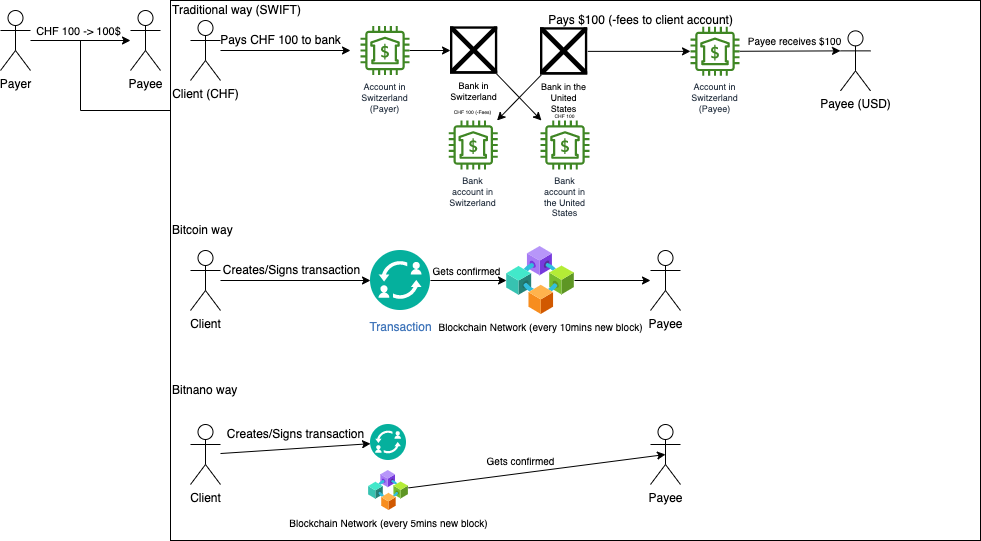 CHF 100 -> 100$
Payer
Payee
Traditional way (SWIFT)
Client (CHF)
Pays CHF 100 to bank
Account in
Switzerland
(Payer)
Bank in
Switzerland
Pays $100 (-fees to client account)
Bank in the
United
States
Account in
Switzerland
(Payee)
Payee receives $100
Payee (USD)
CHF 100 (-Fees)
Bank
account in
Switzerland
CHF 100
Bank
account in
the United
States
Bitcoin way
Client
Creates/Signs transaction
Transaction
Gets confirmed
Blockchain Network (every 10mins new block)
Payee
Bitnano way
Client
Creates/Signs transaction
Blockchain Network (every 5mins new block)
Gets confirmed
Payee